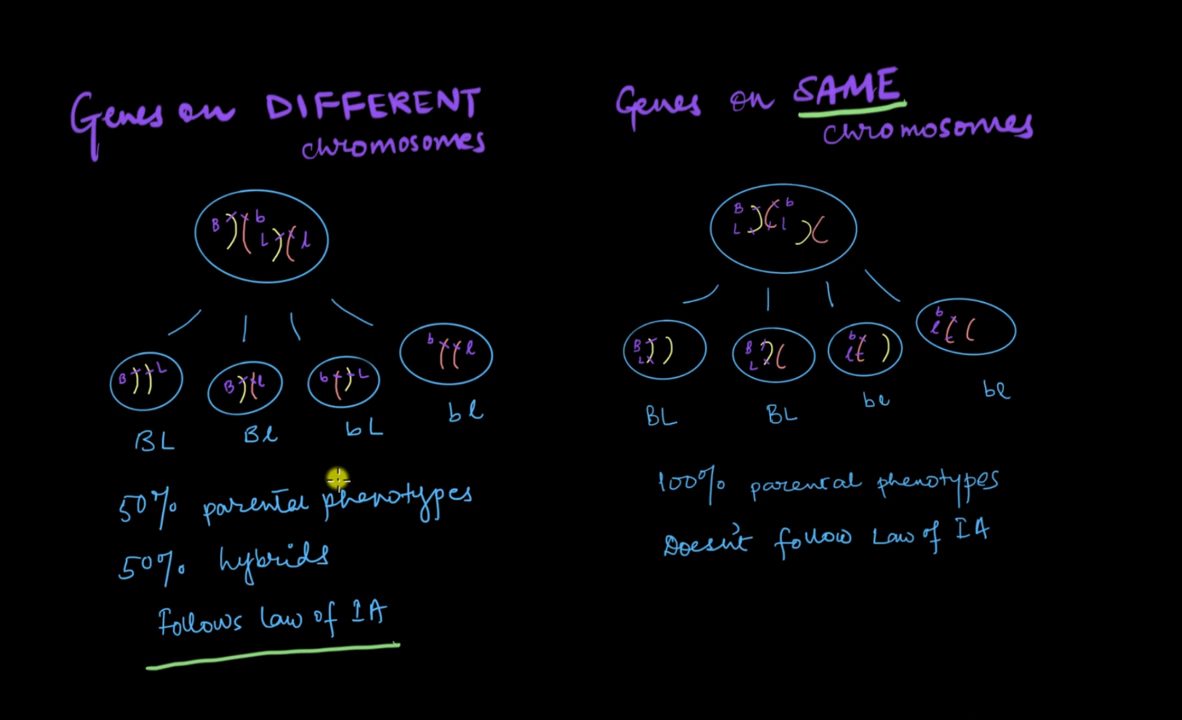 Genes on DIFFERENT
chromosomes
B b
L l
B L
B l
b L
b l
BL
Bl
bL
bl
50% parental phenotypes
50% hybrids
Follows Law of IA
Genes on SAME
chromosomes
B b
L l
B
L
B
L
b
l
b
l
BL
BL
bl
bl
100% parental phenotypes
Doesn't follow Law of IA